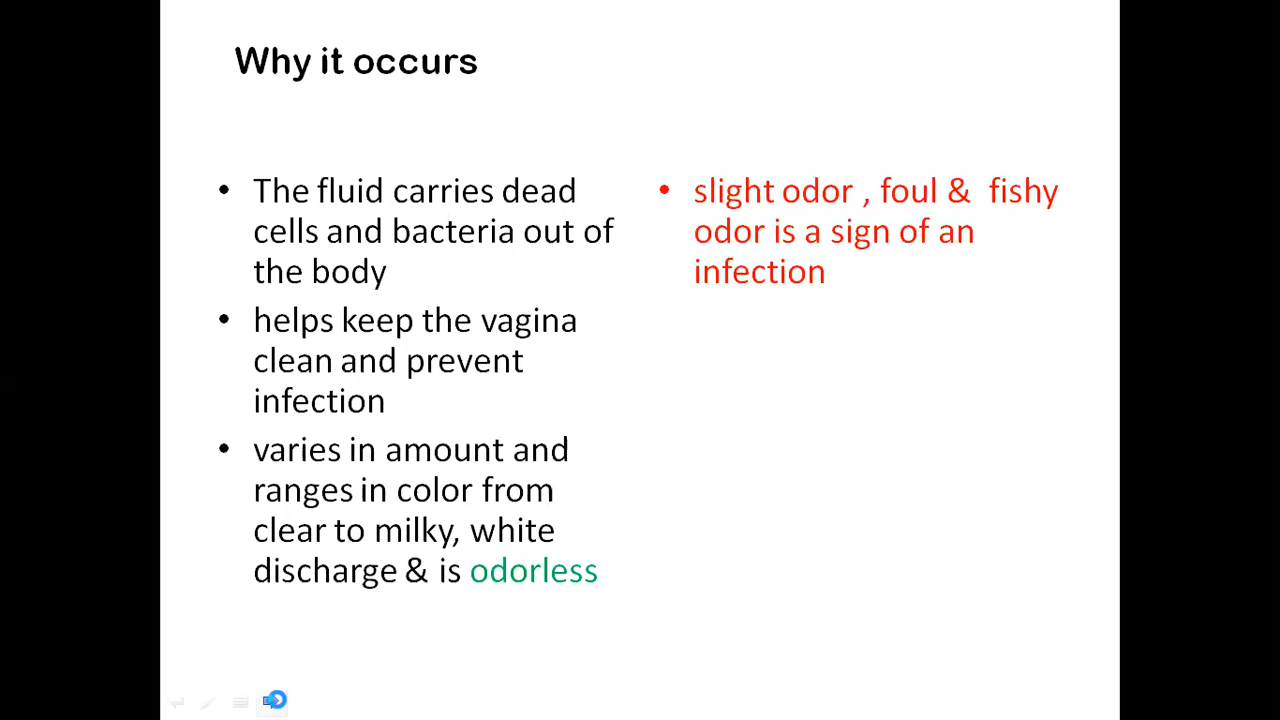 Why it occurs
• The fluid carries dead
cells and bacteria out of
the body
• helps keep the vagina
clean and prevent
infection
• varies in amount and
ranges in color from
clear to milky, white
discharge & is odorless
• slight odor , foul &  fishy
odor is a sign of an
infection